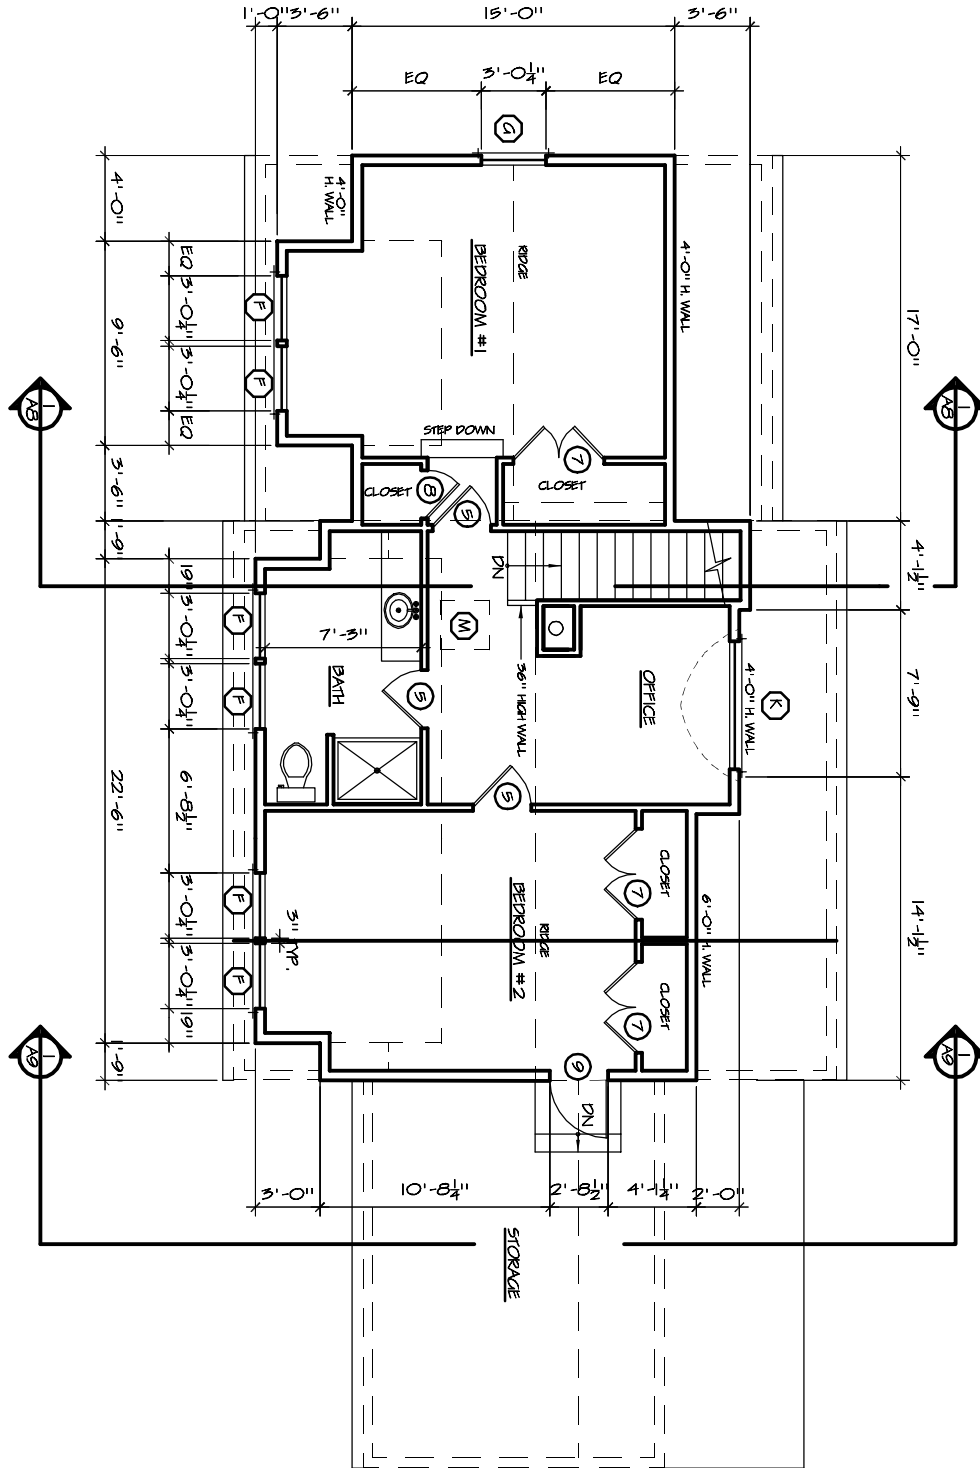 1'-0"
3'-6"
15'-0"
3'-6"
EQ
3'-0¼"
EQ
G
4'-0"
4'-0"
H. WALL
RIDGE
BEDROOM #1
4'-0" H. WALL
17'-0"
EQ
3'-0¼"
F
9'-6"
3'-0¼"
F
EQ
1
A8
1
A8
STEP DOWN
7
CLOSET
8
CLOSET
5
3'-6"
1'-9"
DN
4'-1½"
19"
F
3'-0¼"
7'-3"
M
36" HIGH WALL
OFFICE
4'-0" H. WALL
K
7'-9"
BATH
5
F
3'-0¼"
22'-6"
6'-8½"
5
CLOSET
7
6'-0" H. WALL
14'-1½"
F
3'-0¼"
3" TYP.
RIDGE
BEDROOM #2
F
3'-0¼"
19"
CLOSET
7
1
A9
1
A9
1'-9"
9
DN
3'-0"
10'-8¼"
2'-8½"
4'-1¼"
2'-0"
STORAGE